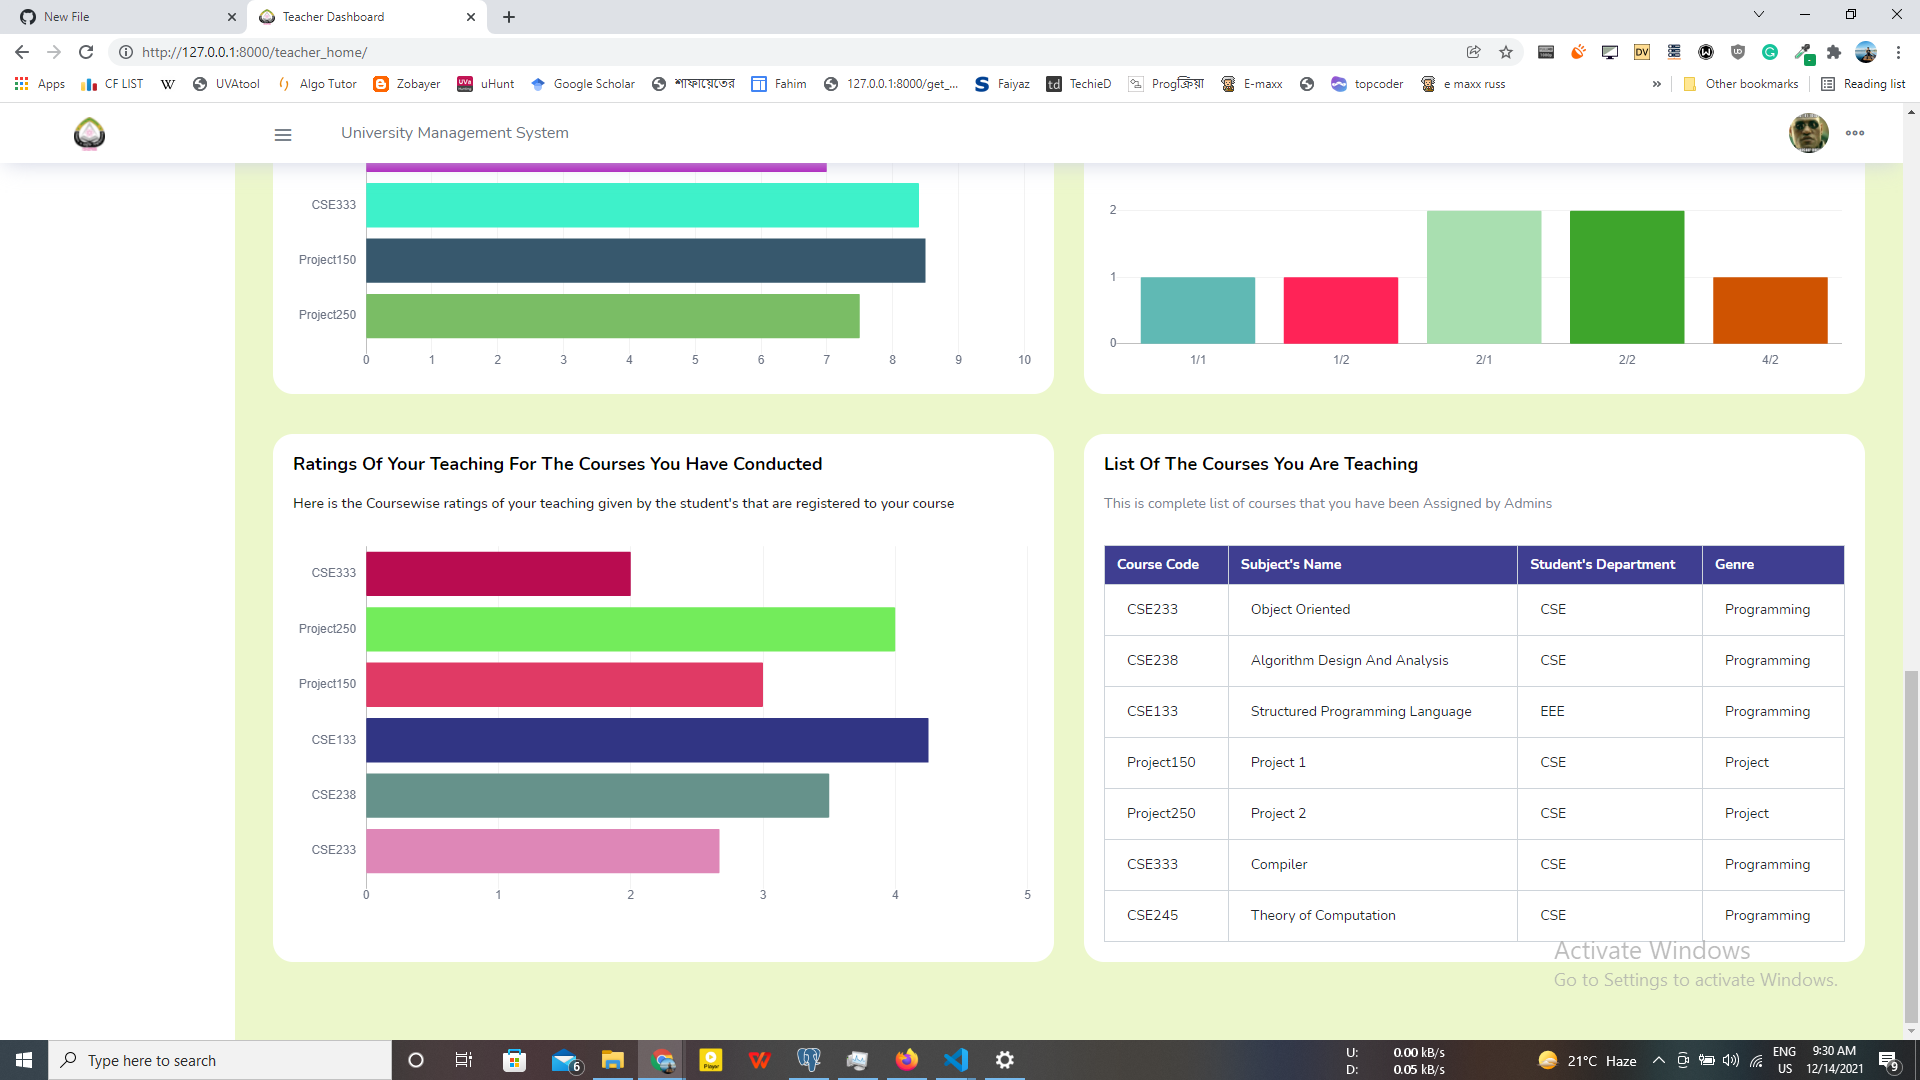 New File
Teacher Dashboard
http://127.0.0.1:8000/teacher_home/
Apps CF LIST UVAtool Algo Tutor Zobayer uHunt Google Scholar শাফায়েতের Fahim 127.0.0.1:8000/get_... Faiyaz TechieD Progক্রিয়া E-maxx topcoder e maxx russ » Other bookmarks Reading list
University Management System
CSE333
Project150
Project250
0 1 2 3 4 5 6 7 8 9 10
2
1
0
1/1 1/2 2/1 2/2 4/2
Ratings Of Your Teaching For The Courses You Have Conducted
Here is the Coursewise ratings of your teaching given by the student's that are registered to your course
CSE333
Project250
Project150
CSE133
CSE238
CSE233
0 1 2 3 4 5
List Of The Courses You Are Teaching
This is complete list of courses that you have been Assigned by Admins
Course Code Subject's Name Student's Department Genre
CSE233 Object Oriented CSE Programming
CSE238 Algorithm Design And Analysis CSE Programming
CSE133 Structured Programming Language EEE Programming
Project150 Project 1 CSE Project
Project250 Project 2 CSE Project
CSE333 Compiler CSE Programming
CSE245 Theory of Computation CSE Programming
Activate Windows
Go to Settings to activate Windows.
Type here to search
6
U: 0.00 kB/s
D: 0.05 kB/s
21°C Haze
ENG
US
9:30 AM
12/14/2021
9